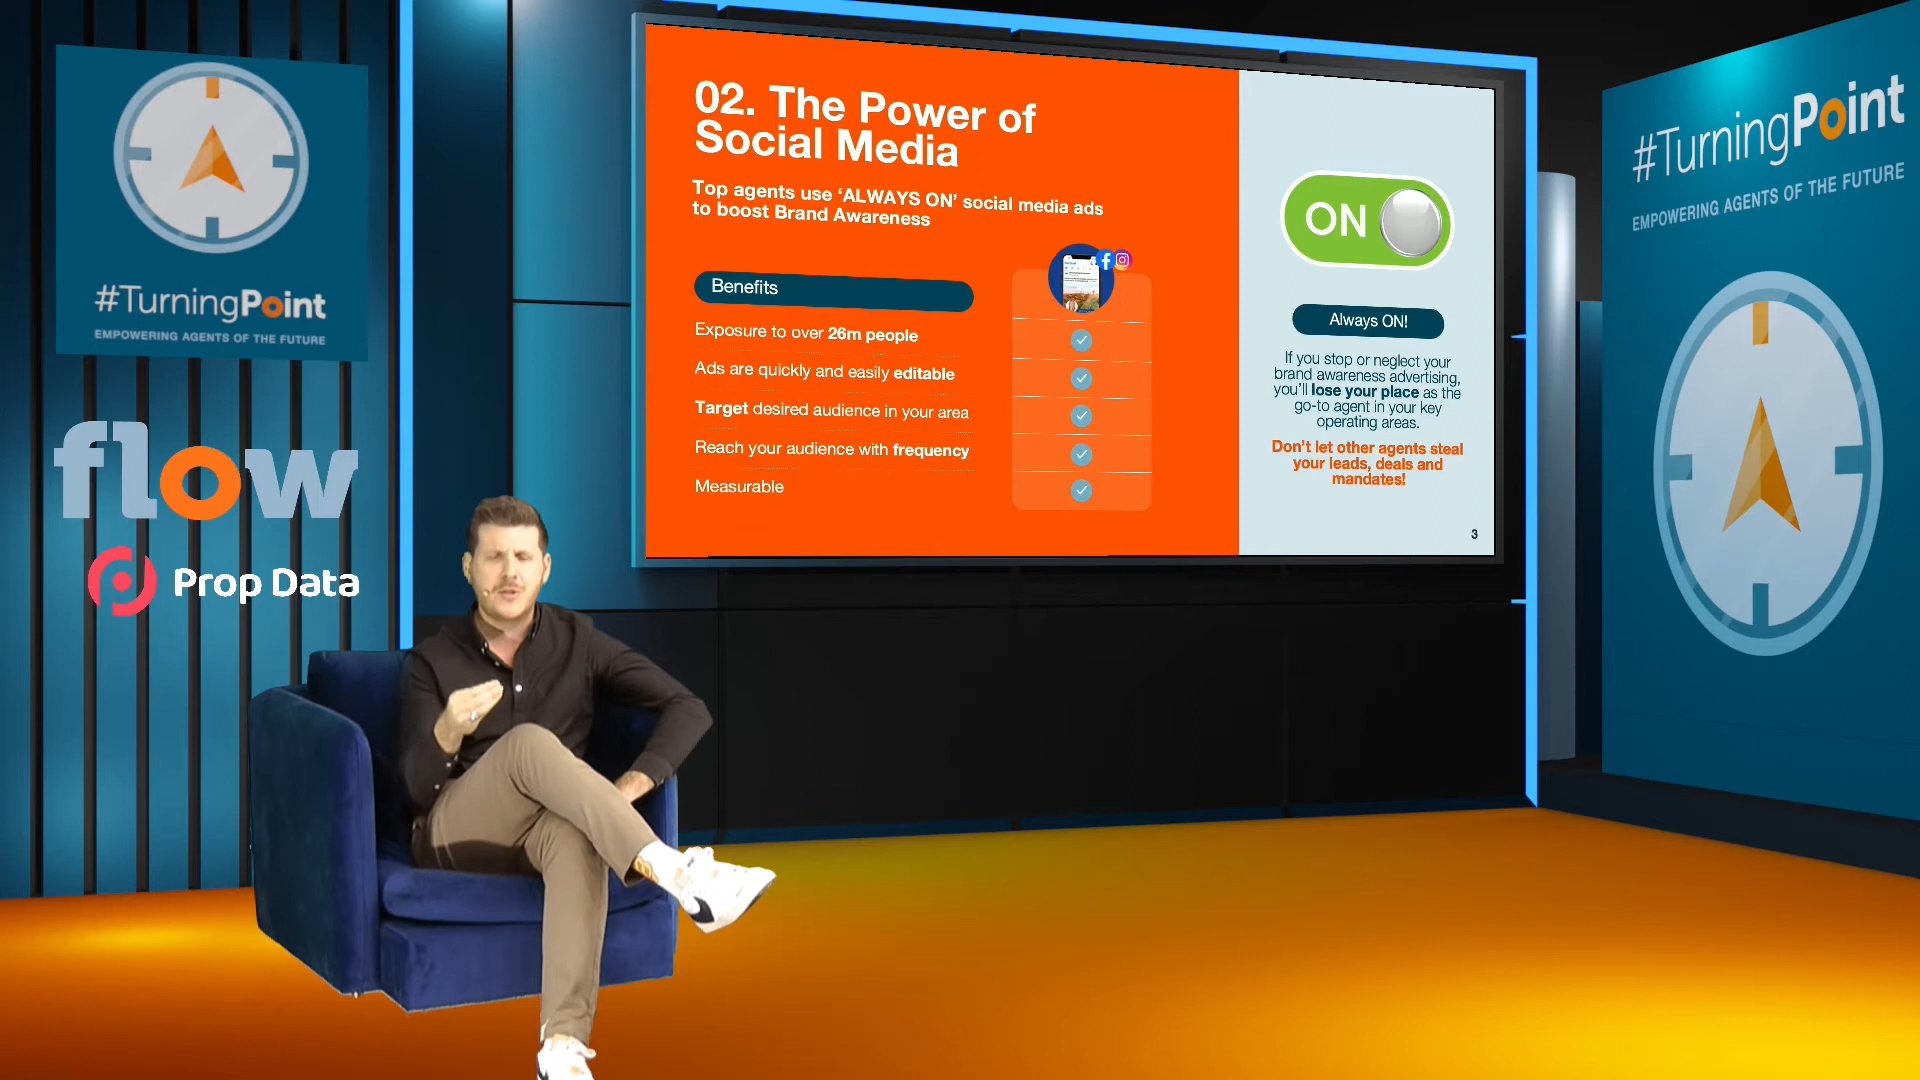 #TurningPoint
EMPOWERING AGENTS OF THE FUTURE
flow
Prop Data
02. The Power of
Social Media
Top agents use ‘ALWAYS ON’ social media ads
to boost Brand Awareness
Benefits
Exposure to over 26m people
Ads are quickly and easily editable
Target desired audience in your area
Reach your audience with frequency
Measurable
ON
Always ON!
If you stop or neglect your
brand awareness advertising,
you’ll lose your place as the
go-to agent in your key
operating areas.
Don’t let other agents steal
your leads, deals and
mandates!
3
#TurningPoint
EMPOWERING AGENTS OF THE FUTURE